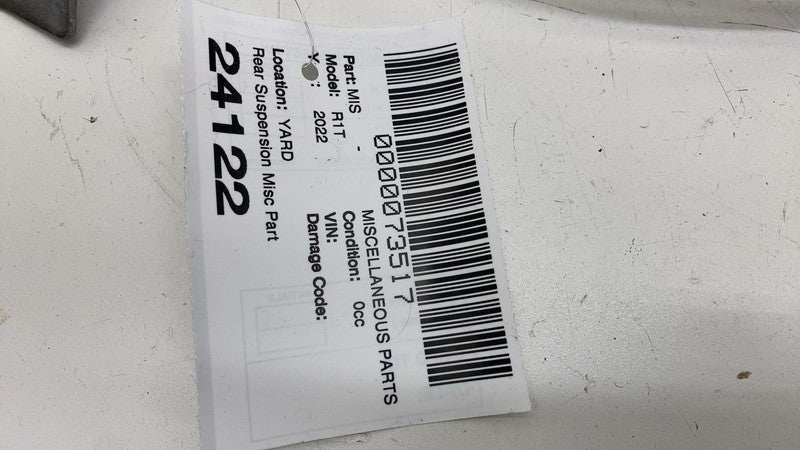 0000073517
Part: MIS - MISCELLANEOUS PARTS
Model: R1T Condition: 0cc
2022 VIN:
Damage Code:
Location: YARD
Rear Suspension Misc Part
24122